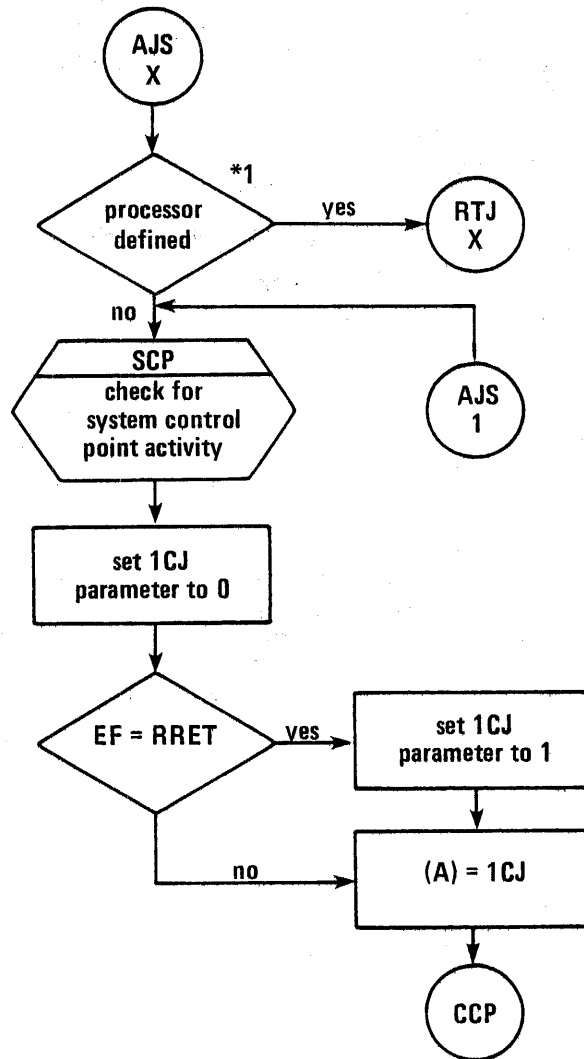 AJS
X
*1
processor
defined
yes
RTJ
X
no
SCP
check for
system control
point activity
AJS
1
set 1CJ
parameter to 0
EF = RRET
yes
set 1CJ
parameter to 1
no
(A) = 1CJ
CCP